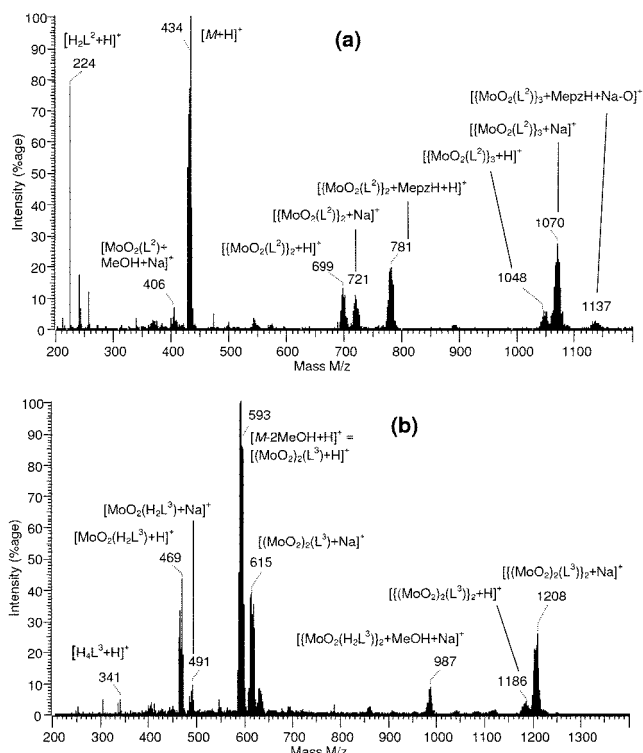 (a)
[H₂L²+H]⁺
224
434
[M+H]⁺
[{MoO₂(L²)}₃+MepzH+Na-O]⁺
[{MoO₂(L²)}₃+Na]⁺
[{MoO₂(L²)}₃+H]⁺
[{MoO₂(L²)}₂+MepzH+H]⁺
[{MoO₂(L²)}₂+Na]⁺
[{MoO₂(L²)}₂+H]⁺
[MoO₂(L²)+
MeOH+Na]⁺
406
699
721
781
1048
1070
1137
Intensity (%age)
100
90
80
70
60
50
40
30
20
10
0
200 300 400 500 600 700 800 900 1000 1100
Mass M/z
(b)
593
[M-2MeOH+H]⁺ =
[(MoO₂)₂(L³)+H]⁺
[MoO₂(H₂L³)+Na]⁺
[MoO₂(H₂L³)+H]⁺
469
[(MoO₂)₂(L³)+Na]⁺
615
[{(MoO₂)₂(L³)}₂+Na]⁺
[{(MoO₂)₂(L³)}₂+H]⁺
1208
[{MoO₂(H₂L³)}₂+MeOH+Na]⁺
[H₄L³+H]⁺
341
491
987
1186
Intensity (%age)
100
90
80
70
60
50
40
30
20
10
0
200 300 400 500 600 700 800 900 1000 1100 1200 1300
Mass M/z